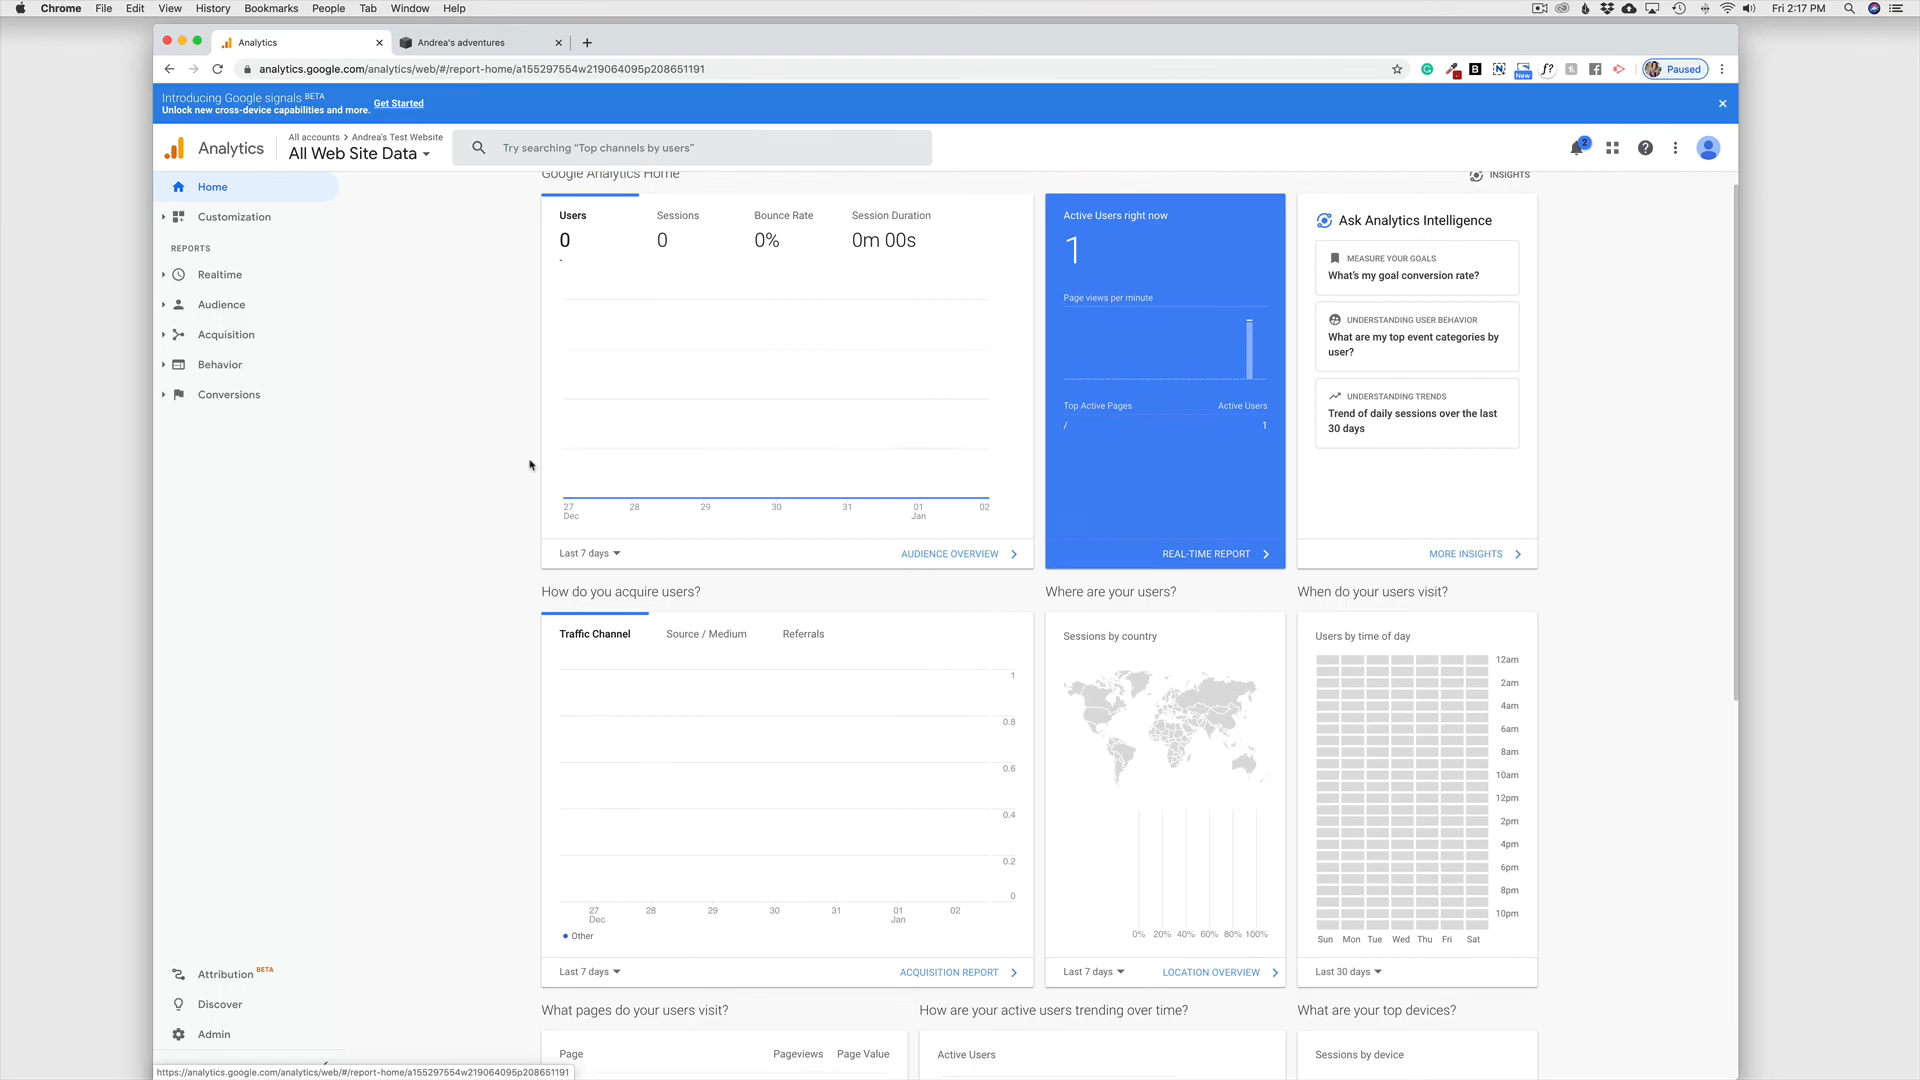 Chrome File Edit View History Bookmarks People Tab Window Help
Fri 2:17 PM
Analytics
Andrea's adventures
analytics.google.com/analytics/web/#/report-home/a155297554w219064095p208651191
New
Paused
Introducing Google signals BETA
Unlock new cross-device capabilities and more. Get Started
Analytics
All accounts > Andrea's Test Website
All Web Site Data
Try searching “Top channels by users”
2
Home
Customization
REPORTS
Realtime
Audience
Acquisition
Behavior
Conversions
Attribution BETA
Discover
Admin
Google Analytics Home
INSIGHTS
Users Sessions Bounce Rate Session Duration
0 0 0% 0m 00s
-
27 28 29 30 31 01 02
Dec Jan
Last 7 days
AUDIENCE OVERVIEW
Active Users right now
1
Page views per minute
Top Active Pages Active Users
/ 1
REAL-TIME REPORT
Ask Analytics Intelligence
MEASURE YOUR GOALS
What's my goal conversion rate?
UNDERSTANDING USER BEHAVIOR
What are my top event categories by
user?
UNDERSTANDING TRENDS
Trend of daily sessions over the last
30 days
MORE INSIGHTS
How do you acquire users?
Traffic Channel Source / Medium Referrals
1
0.8
0.6
0.4
0.2
0
27 28 29 30 31 01 02
Dec Jan
Other
Last 7 days
ACQUISITION REPORT
Where are your users?
Sessions by country
0% 20% 40% 60% 80% 100%
Last 7 days
LOCATION OVERVIEW
When do your users visit?
Users by time of day
12am
2am
4am
6am
8am
10am
12pm
2pm
4pm
6pm
8pm
10pm
Sun Mon Tue Wed Thu Fri Sat
Last 30 days
What pages do your users visit?
Page Pageviews Page Value
How are your active users trending over time?
Active Users
What are your top devices?
Sessions by device
https://analytics.google.com/analytics/web/#/report-home/a155297554w219064095p208651191